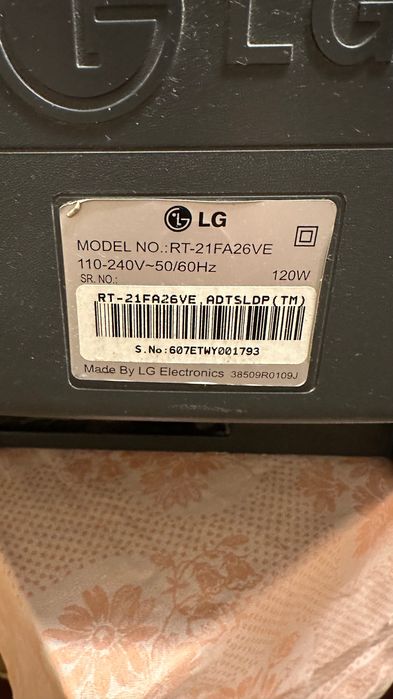 LG
LG
MODEL NO.:RT-21FA26VE
110-240V~50/60Hz
120W
SR. NO.:
RT-21FA26VE.ADTSLDP(TM)
S.No:607ETWY001793
Made By LG Electronics 38509R0109J